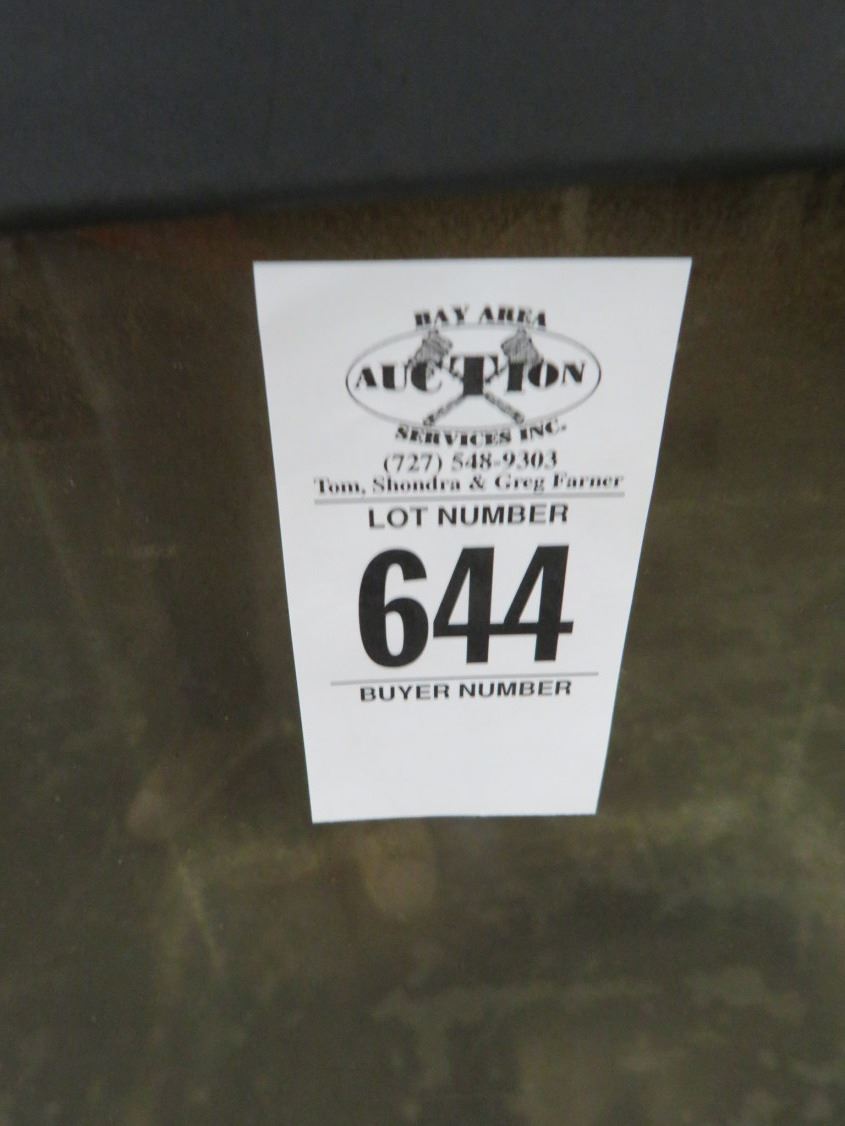 BAY AREA
AUCTION
SERVICES INC.
(727) 548-9303
Tom, Shondra & Greg Farner
LOT NUMBER
644
BUYER NUMBER